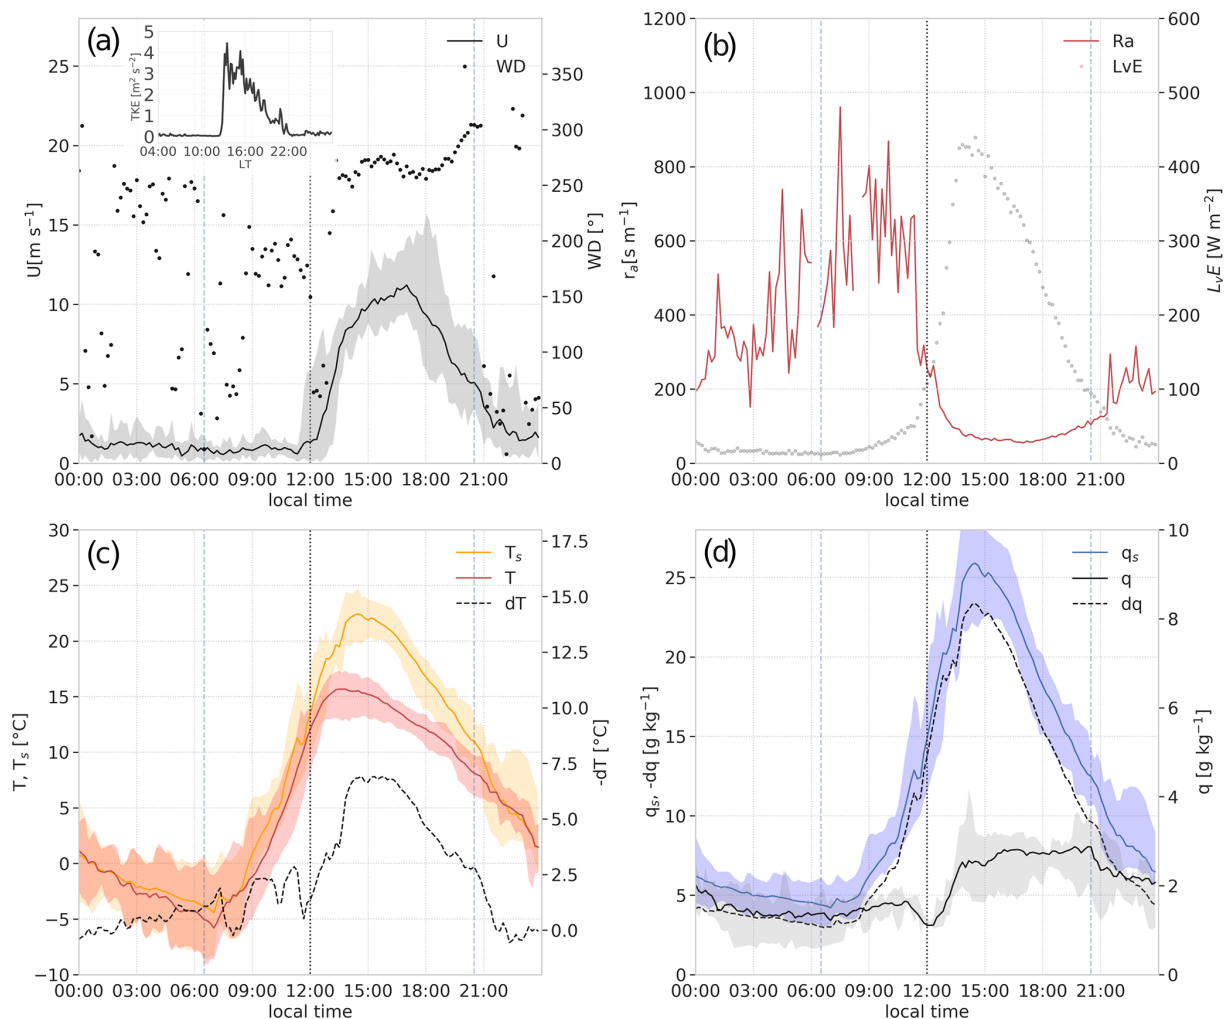 (a)
U
WD
5
4
3
2
1
0
TKE [m² s⁻²]
04:00 10:00 16:00 22:00
LT
25
20
15
10
5
0
U[m s⁻¹]
350
300
250
200
150
100
50
0
WD [°]
00:00 03:00 06:00 09:00 12:00 15:00 18:00 21:00
local time
(b)
Ra
LvE
1200
1000
800
600
400
200
0
rₐ[s m⁻¹]
600
500
400
300
200
100
0
LᵥE [W m⁻²]
00:00 03:00 06:00 09:00 12:00 15:00 18:00 21:00
local time
(c)
Tₛ
T
dT
30
25
20
15
10
5
0
−5
−10
T, Tₛ [°C]
17.5
15.0
12.5
10.0
7.5
5.0
2.5
0.0
-dT [°C]
00:00 03:00 06:00 09:00 12:00 15:00 18:00 21:00
local time
(d)
qₛ
q
dq
25
20
15
10
5
0
qₛ, -dq [g kg⁻¹]
10
8
6
4
2
0
q [g kg⁻¹]
00:00 03:00 06:00 09:00 12:00 15:00 18:00 21:00
local time